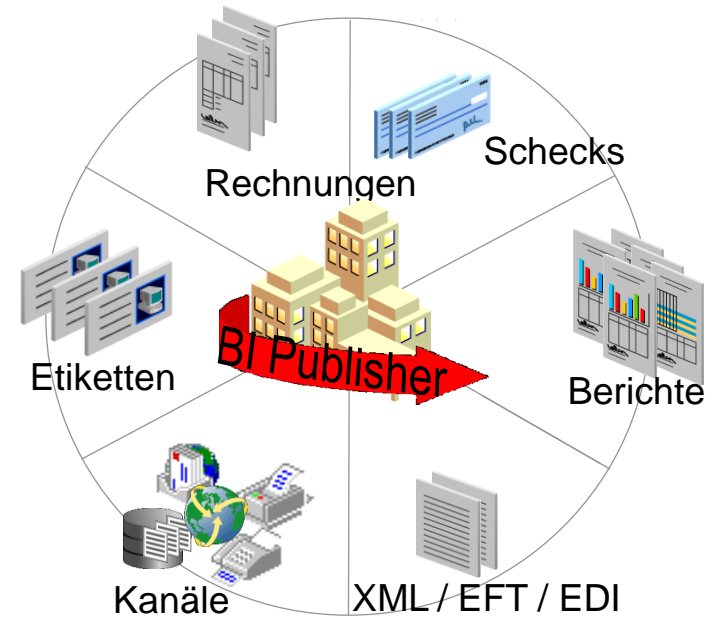 Schecks
Rechnungen
BI Publisher
Etiketten
Berichte
Kanäle
XML / EFT / EDI